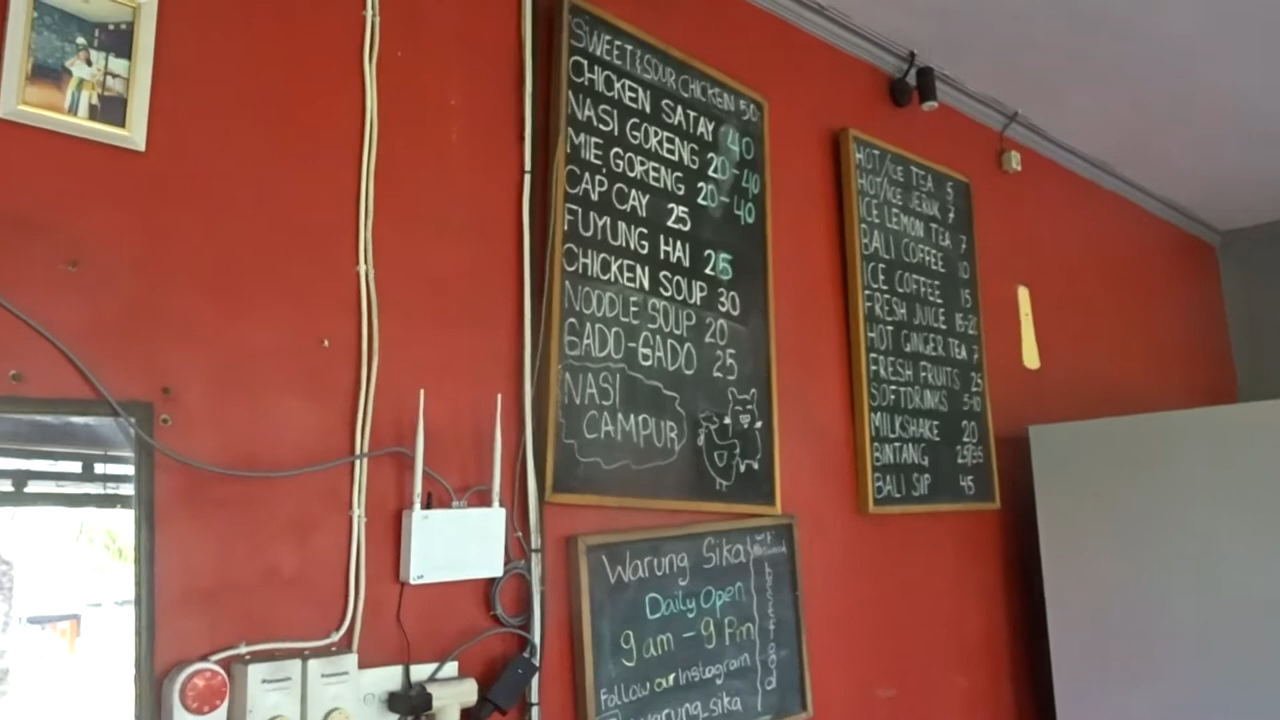 SWEET & SOUR CHICKEN 50
CHICKEN SATAY 40
NASI GORENG 20-40
MIE GORENG 20-40
CAP CAY 25
FUYUNG HAI 25
CHICKEN SOUP 30
NOODLE SOUP 20
GADO-GADO 25
NASI
CAMPUR
HOT/ICE TEA 5
HOT/ICE JERUK 7
ICE LEMON TEA 7
BALI COFFEE 10
ICE COFFEE 15
FRESH JUICE 15-20
HOT GINGER TEA 7
FRESH FRUITS 25
SOFTDRINKS 5-10
MILKSHAKE 20
BINTANG 25/35
BALI SIP 45
Warung Sika
Daily Open
9 am - 9 Pm
Follow our Instagram
warung_sika
Panasonic
Panasonic